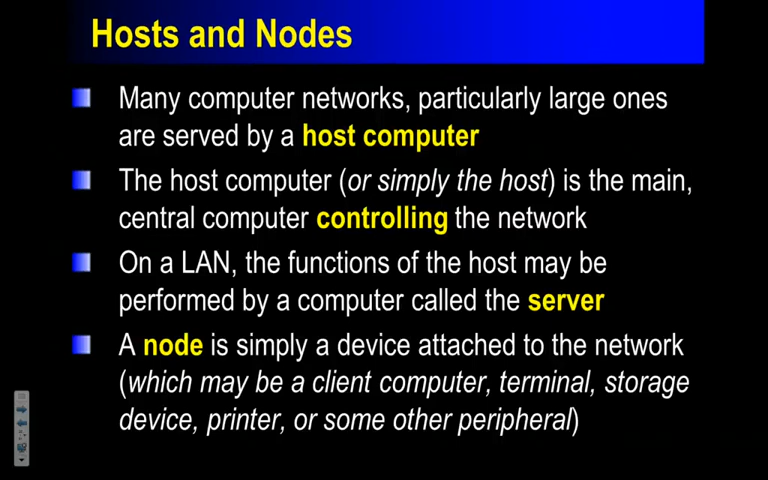 Hosts and Nodes
Many computer networks, particularly large ones
are served by a host computer
The host computer (or simply the host) is the main,
central computer controlling the network
On a LAN, the functions of the host may be
performed by a computer called the server
A node is simply a device attached to the network
(which may be a client computer, terminal, storage
device, printer, or some other peripheral)